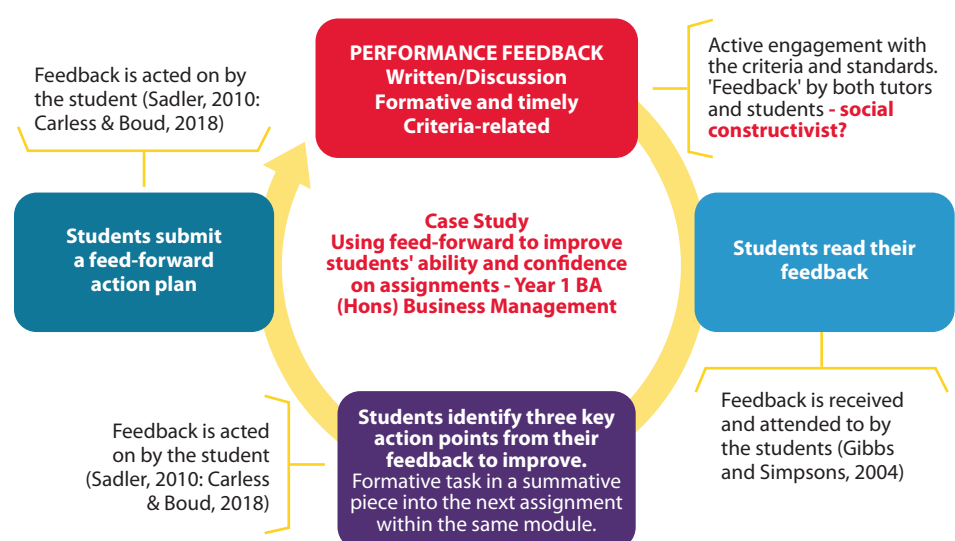 PERFORMANCE FEEDBACK
Written/Discussion
Formative and timely
Criteria-related
Active engagement with
the criteria and standards.
'Feedback' by both tutors
and students - social
constructivist?
Students read their
feedback
Feedback is received
and attended to by
the students (Gibbs
and Simpsons, 2004)
Students identify three key
action points from their
feedback to improve.
Formative task in a summative
piece into the next assignment
within the same module.
Feedback is acted
on by the student
(Sadler, 2010: Carless
& Boud, 2018)
Students submit
a feed-forward
action plan
Feedback is acted on by
the student (Sadler, 2010:
Carless & Boud, 2018)
Case Study
Using feed-forward to improve
students' ability and confidence
on assignments - Year 1 BA
(Hons) Business Management